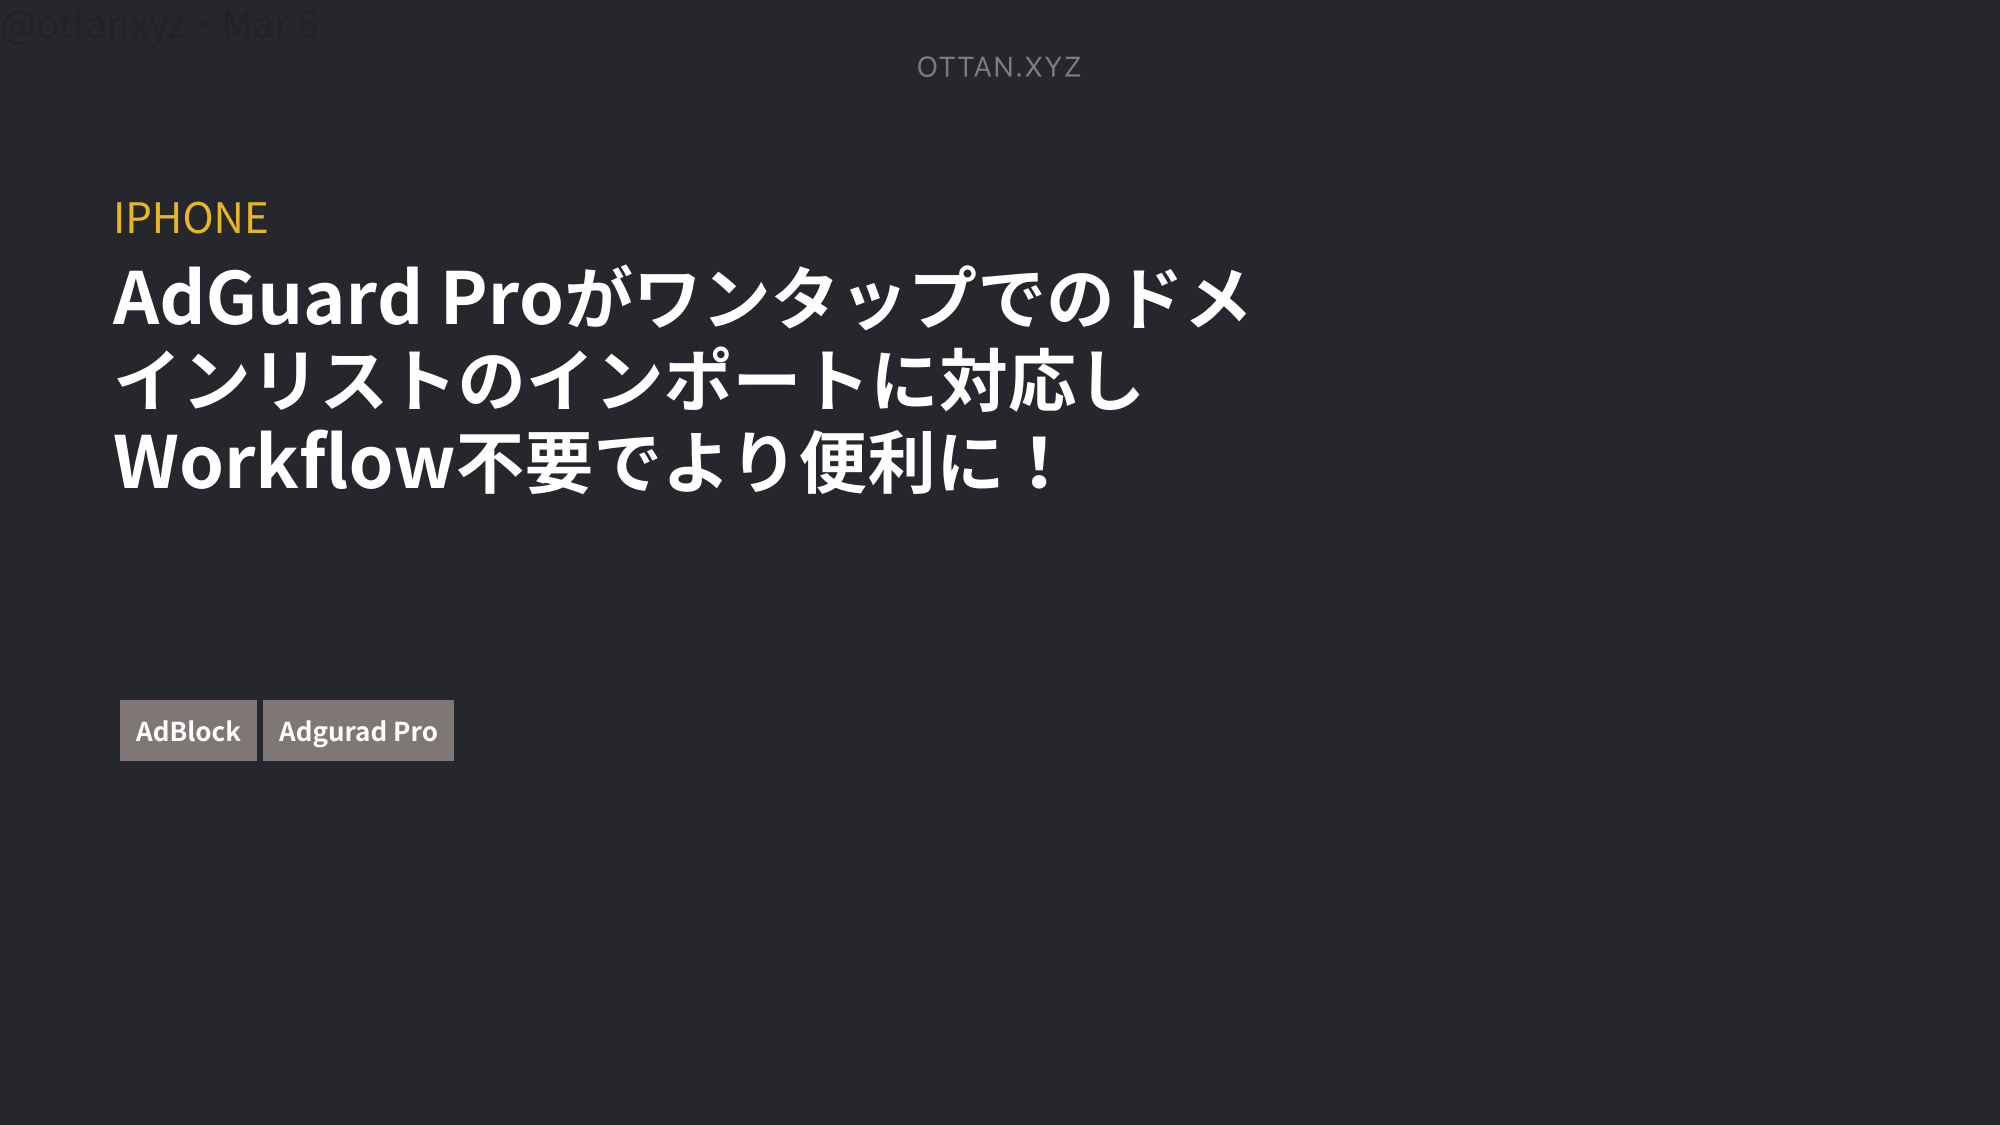 @ottanxyz・Mar 6
OTTAN.XYZ
IPHONE
AdGuard Proがワンタップでのドメ
インリストのインポートに対応し
Workflow不要でより便利に！
AdBlock
Adgurad Pro